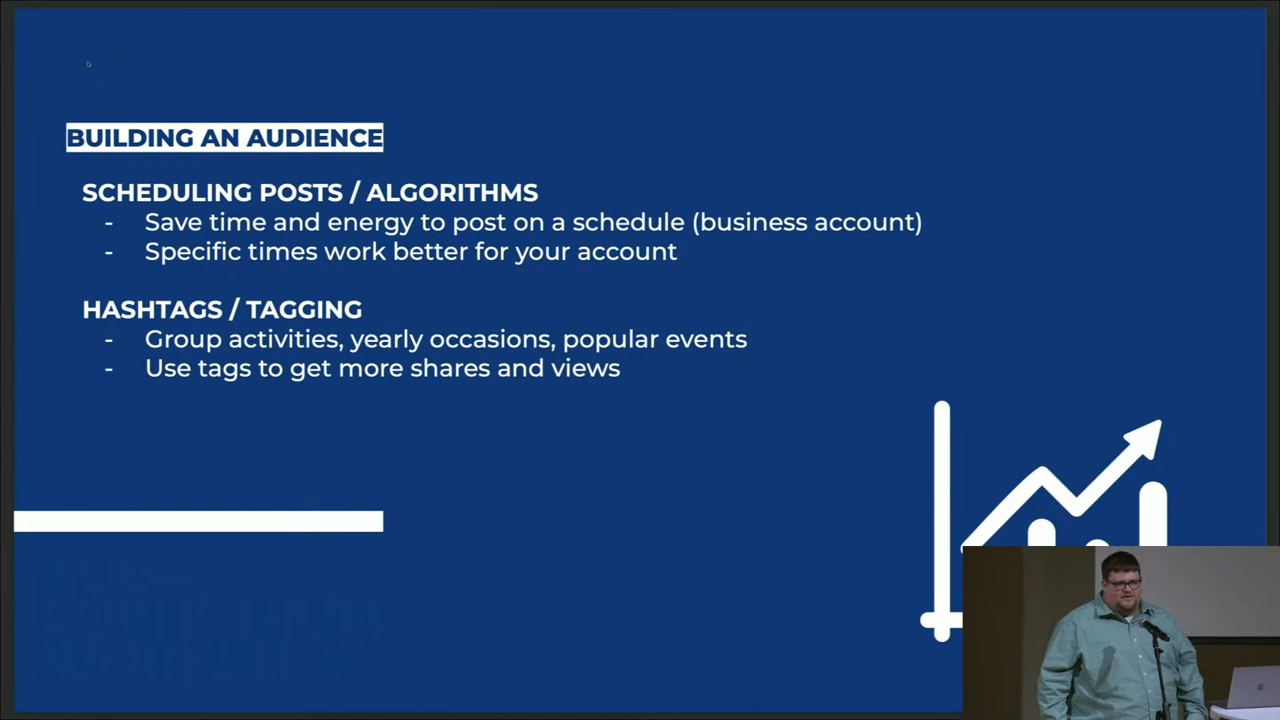 BUILDING AN AUDIENCE
SCHEDULING POSTS / ALGORITHMS
- Save time and energy to post on a schedule (business account)
- Specific times work better for your account
HASHTAGS / TAGGING
- Group activities, yearly occasions, popular events
- Use tags to get more shares and views